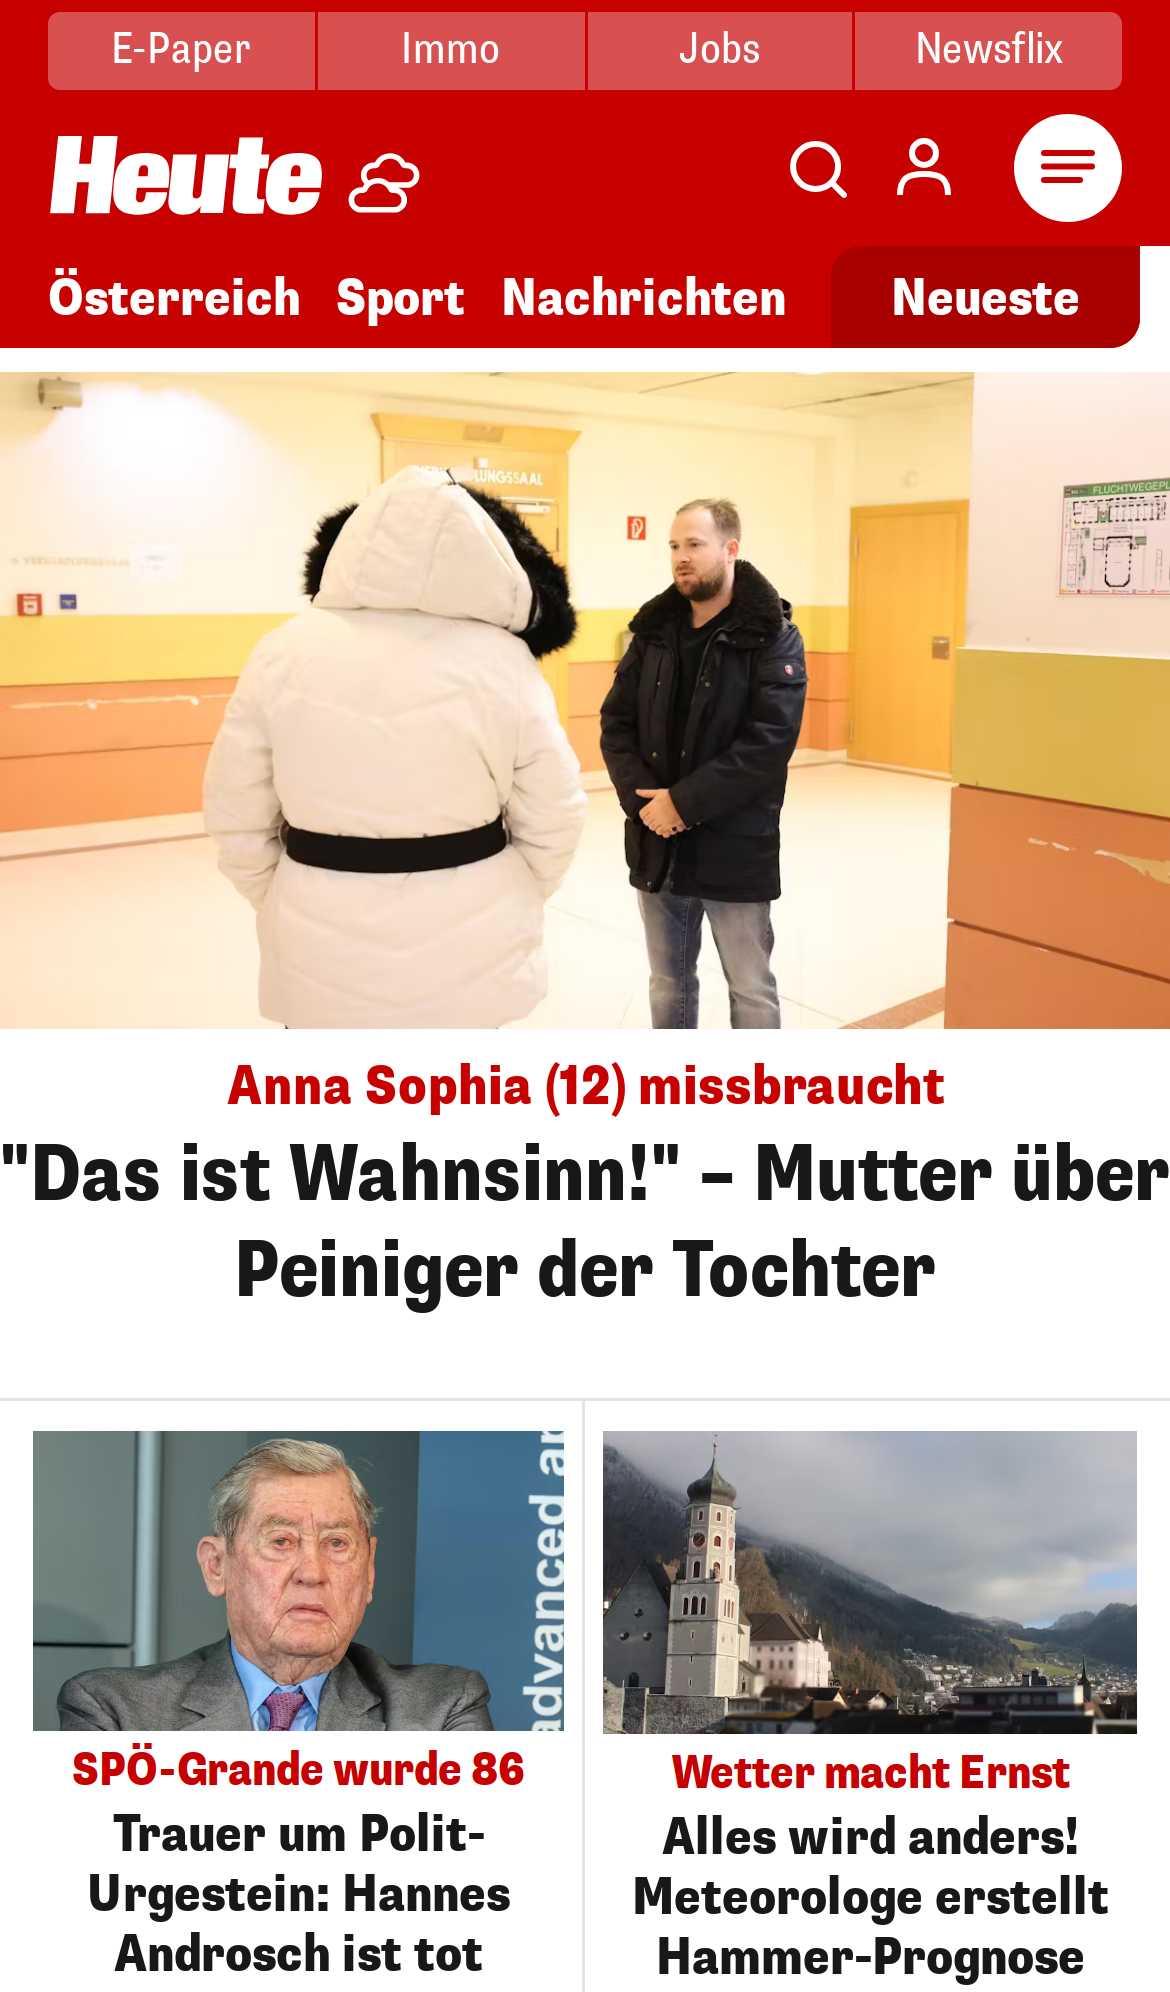 E-Paper
Immo
Jobs
Newsflix
Heute
Österreich
Sport
Nachrichten
Neueste
FLUCHTWEGEPL
Anna Sophia (12) missbraucht
"Das ist Wahnsinn!" – Mutter über
Peiniger der Tochter
advanced
SPÖ-Grande wurde 86
Trauer um Polit-
Urgestein: Hannes
Androsch ist tot
Wetter macht Ernst
Alles wird anders!
Meteorologe erstellt
Hammer-Prognose